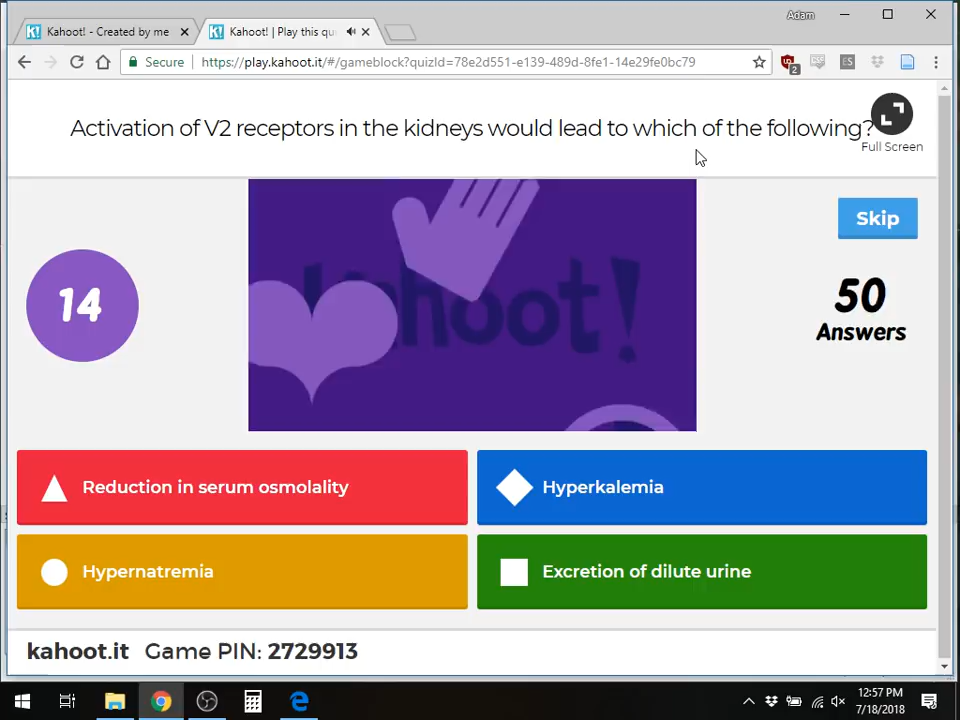 Adam
Kahoot! - Created by me
Kahoot! | Play this qu
Secure
https://play.kahoot.it/#/gameblock?quizId=78e2d551-e139-489d-8fe1-14e29fe0bc79
2
ES
Activation of V2 receptors in the kidneys would lead to which of the following?
Full Screen
Skip
14
Kahoot!
50
Answers
Reduction in serum osmolality
Hyperkalemia
Hypernatremia
Excretion of dilute urine
kahoot.it Game PIN: 2729913
12:57 PM
7/18/2018